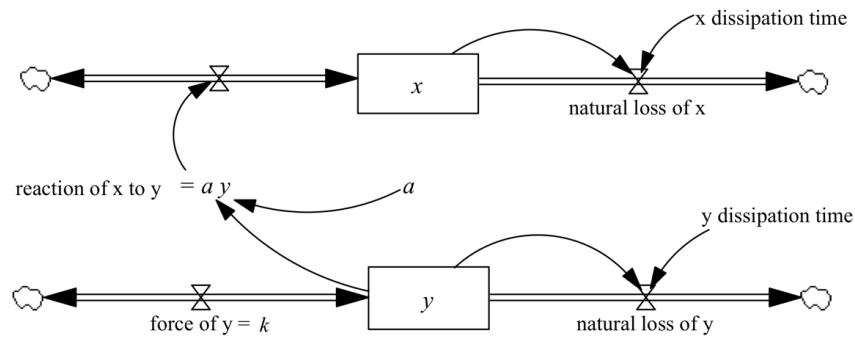 x dissipation time
x
natural loss of x
reaction of x to y = a y
a
y dissipation time
y
force of y = k
natural loss of y